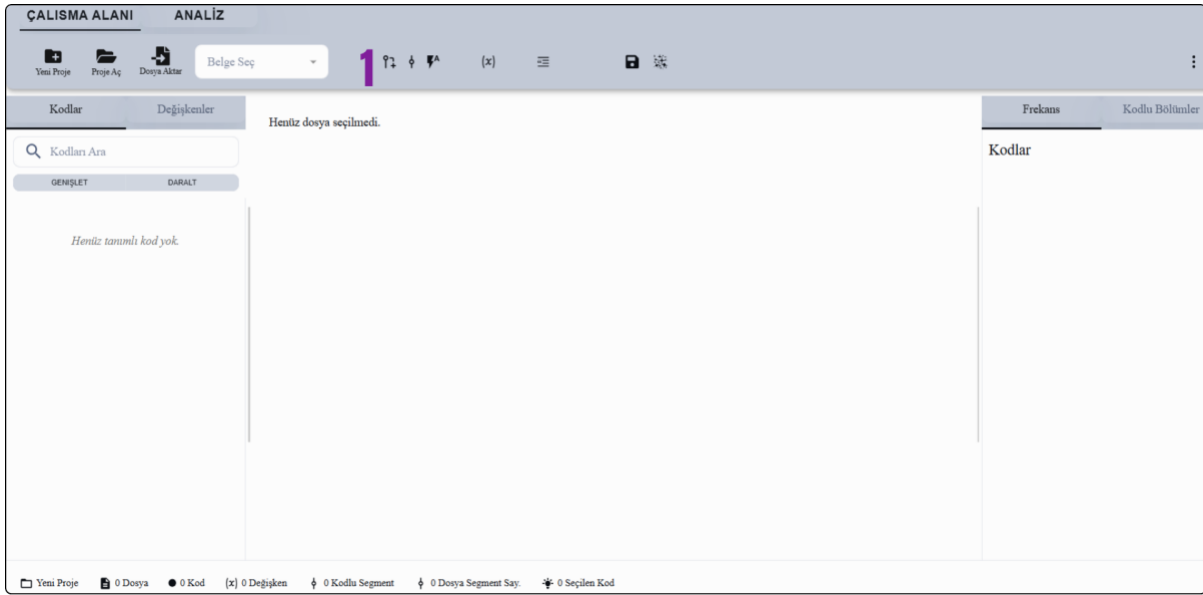 ÇALISMA ALANI ANALİZ
Yeni Proje Proje Aç Dosya Aktar Belge Seç 1 A (x)
Kodlar Değişkenler
Henüz dosya seçilmedi.
Frekans Kodlu Bölümler
Kodları Ara
Kodlar
GENIŞLET DARALT
Henüz tanımlı kod yok.
Yeni Proje 0 Dosya 0 Kod (x) 0 Değişken 0 Kodlu Segment 0 Dosya Segment Say. 0 Seçilen Kod